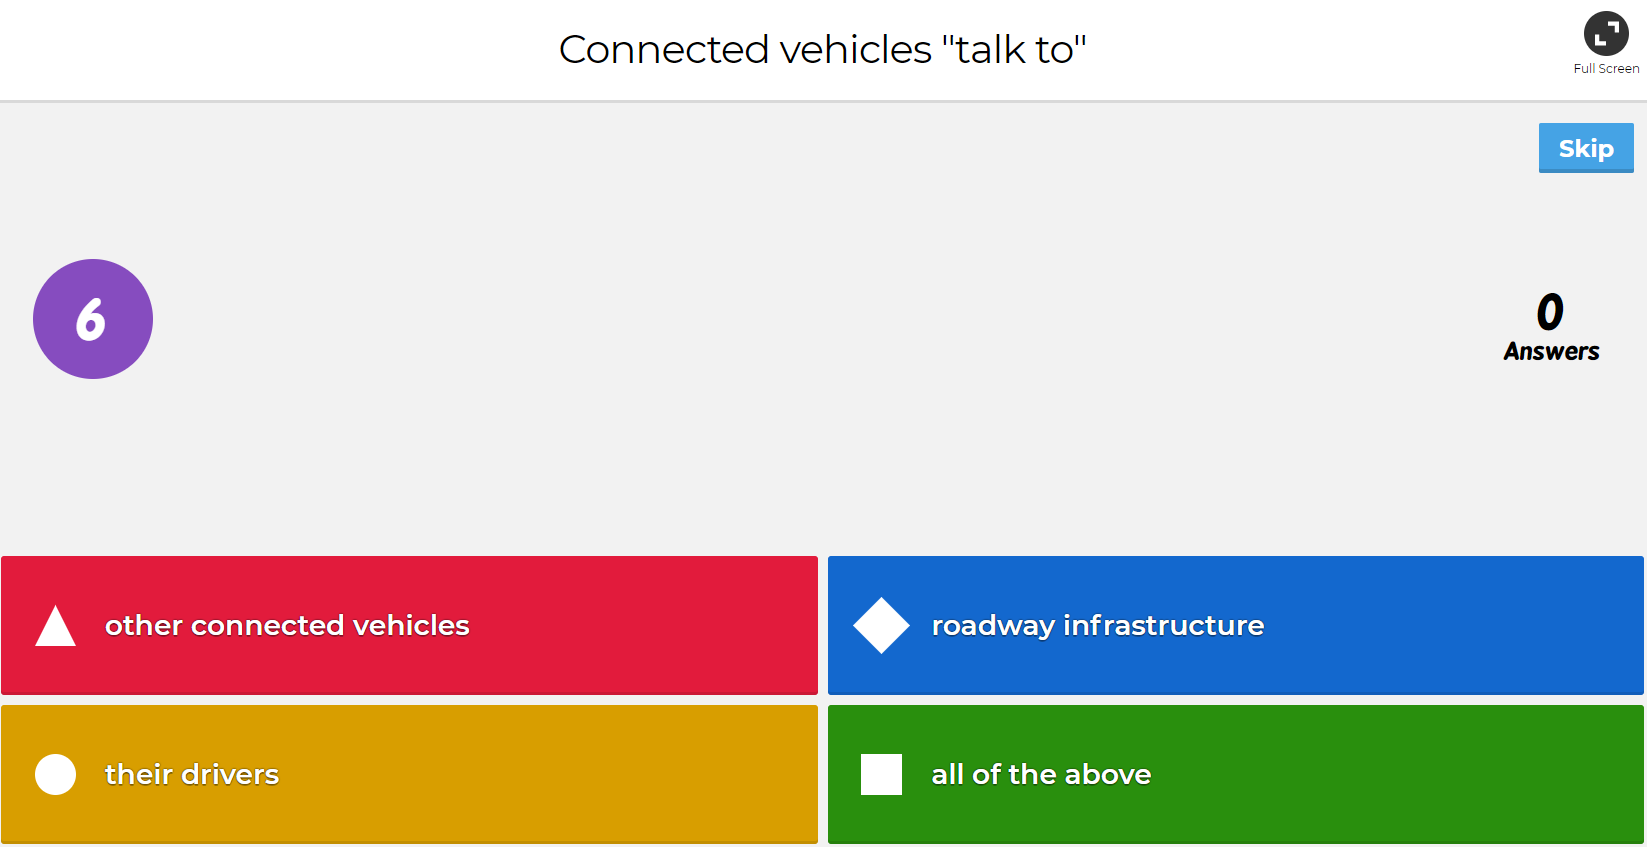 Connected vehicles "talk to"
Full Screen
Skip
6
0
Answers
other connected vehicles
roadway infrastructure
their drivers
all of the above